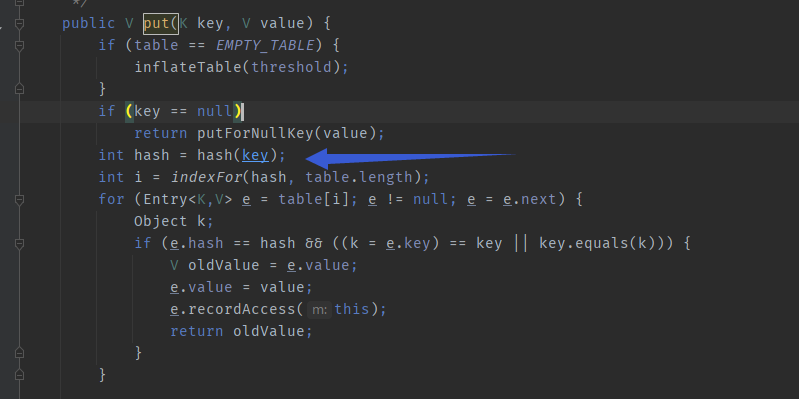 */
public V put(K key, V value) {
if (table == EMPTY_TABLE) {
inflateTable(threshold);
}
if (key == null)
return putForNullKey(value);
int hash = hash(key);
int i = indexFor(hash, table.length);
for (Entry<K,V> e = table[i]; e != null; e = e.next) {
Object k;
if (e.hash == hash && ((k = e.key) == key || key.equals(k))) {
V oldValue = e.value;
e.value = value;
e.recordAccess( m: this);
return oldValue;
}
}